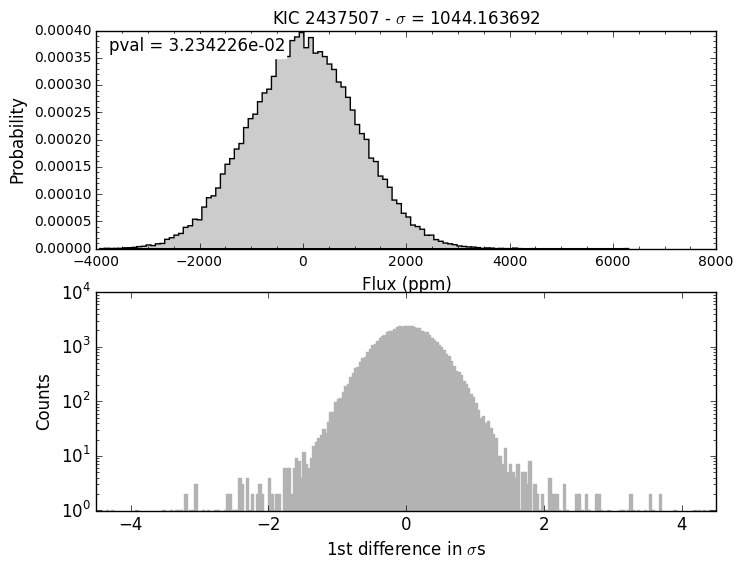 KIC 2437507 - σ = 1044.163692
pval = 3.234226e-02
0.00040
0.00035
0.00030
0.00025
0.00020
0.00015
0.00010
0.00005
0.00000
Probability
−4000 −2000 0 2000 4000 6000 8000
Flux (ppm)
10⁴
10³
10²
10¹
10⁰
Counts
−4 −2 0 2 4
1st difference in σs